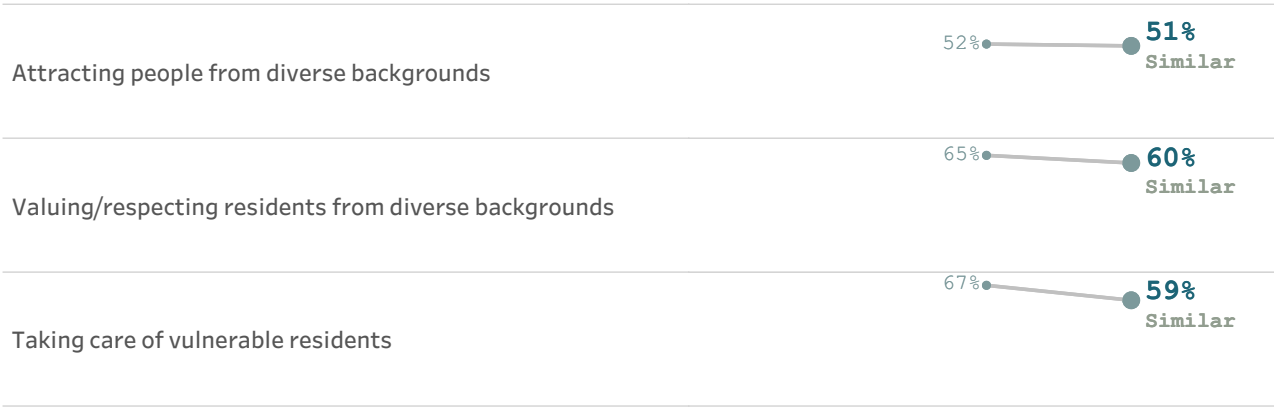 52%
51%
Similar
Attracting people from diverse backgrounds
65%
60%
Similar
Valuing/respecting residents from diverse backgrounds
67%
59%
Similar
Taking care of vulnerable residents